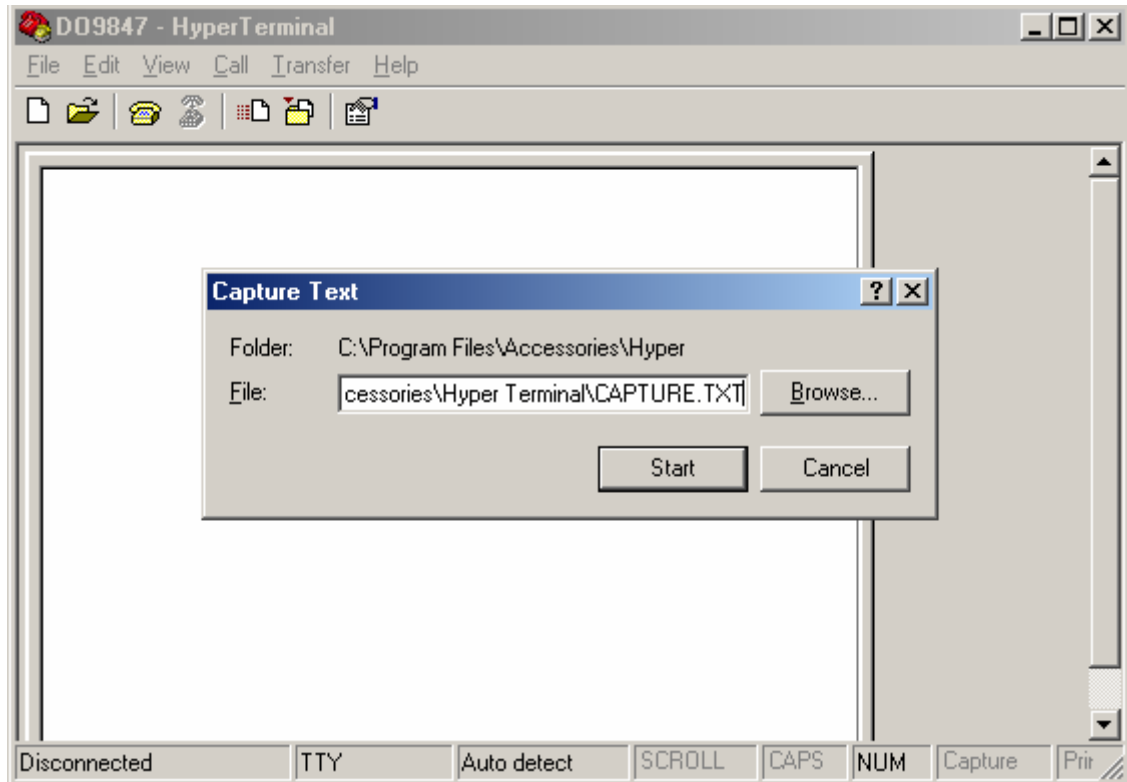 DO9847 - HyperTerminal
File Edit View Call Transfer Help
Capture Text
Folder: C:\Program Files\Accessories\Hyper
File: cessories\Hyper Terminal\CAPTURE.TXT Browse...
Start Cancel
Disconnected TTY Auto detect SCROLL CAPS NUM Capture Prir